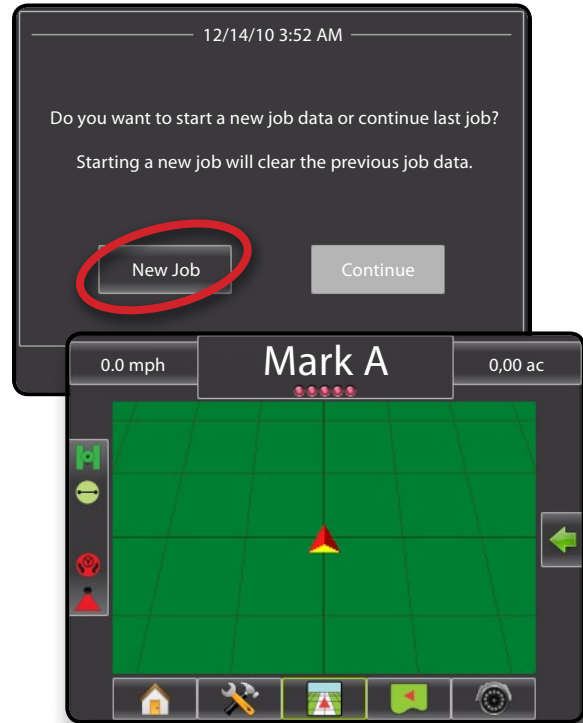 12/14/10 3:52 AM
Do you want to start a new job data or continue last job?
Starting a new job will clear the previous job data.
New Job
Continue
0.0 mph
Mark A
0,00 ac